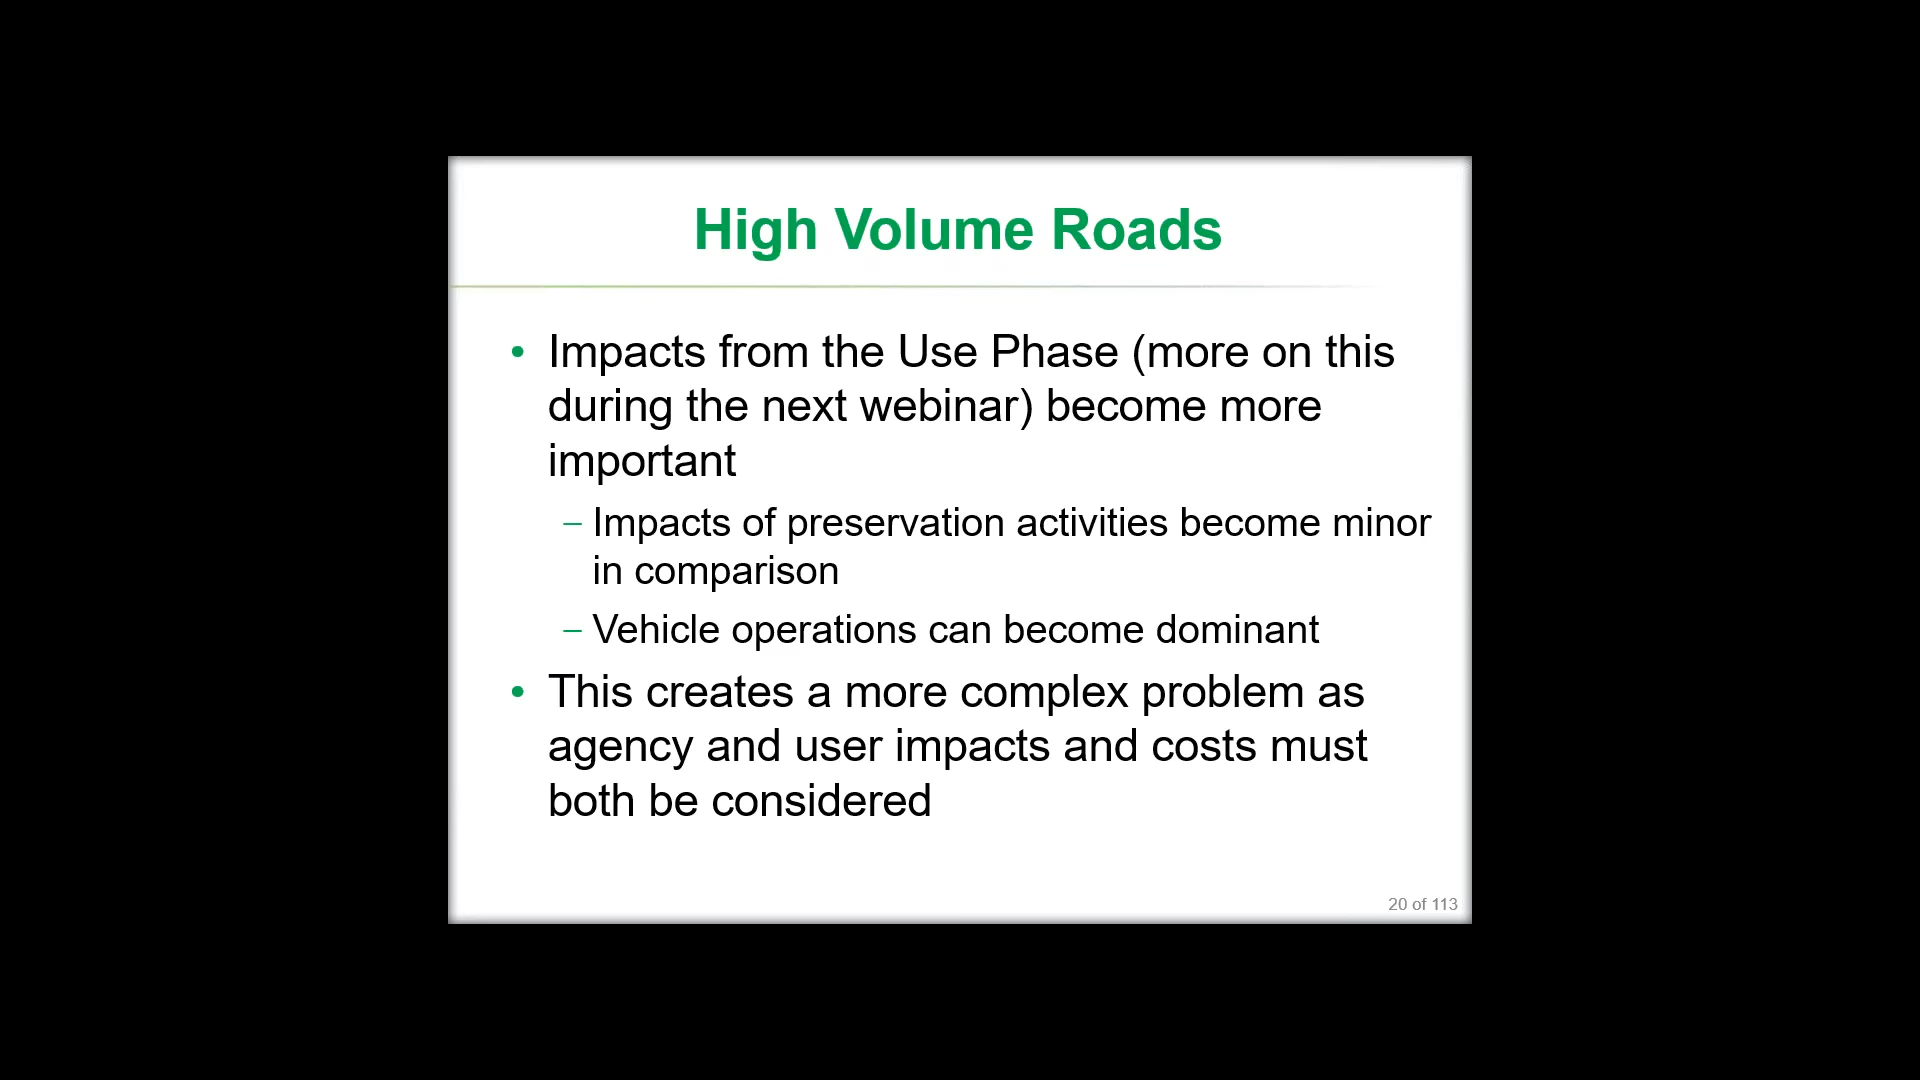 High Volume Roads
• Impacts from the Use Phase (more on this
during the next webinar) become more
important
– Impacts of preservation activities become minor
in comparison
– Vehicle operations can become dominant
• This creates a more complex problem as
agency and user impacts and costs must
both be considered
20 of 113